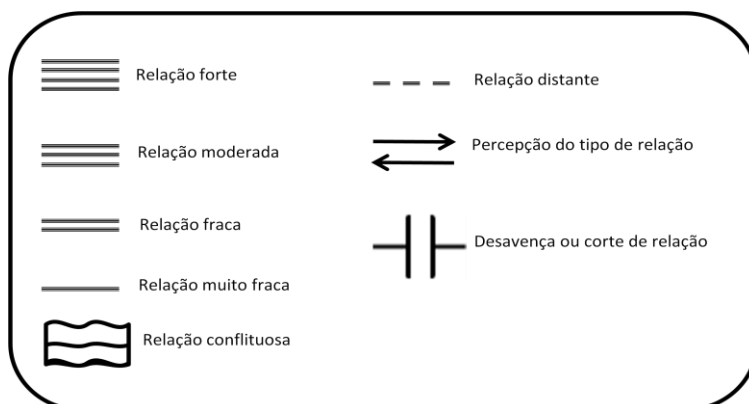 Relação forte
Relação moderada
Relação fraca
Relação muito fraca
Relação conflituosa
Relação distante
Percepção do tipo de relação
Desavença ou corte de relação